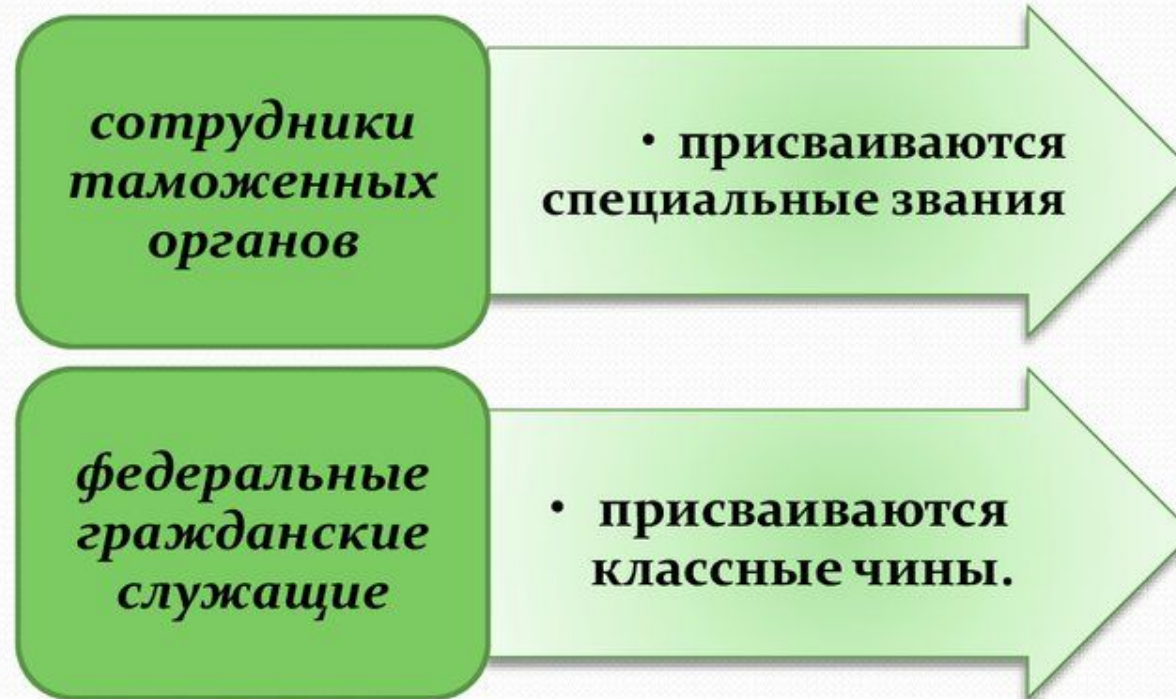 сотрудники
таможенных
органов
• присваиваются
специальные звания
федеральные
гражданские
служащие
• присваиваются
классные чины.